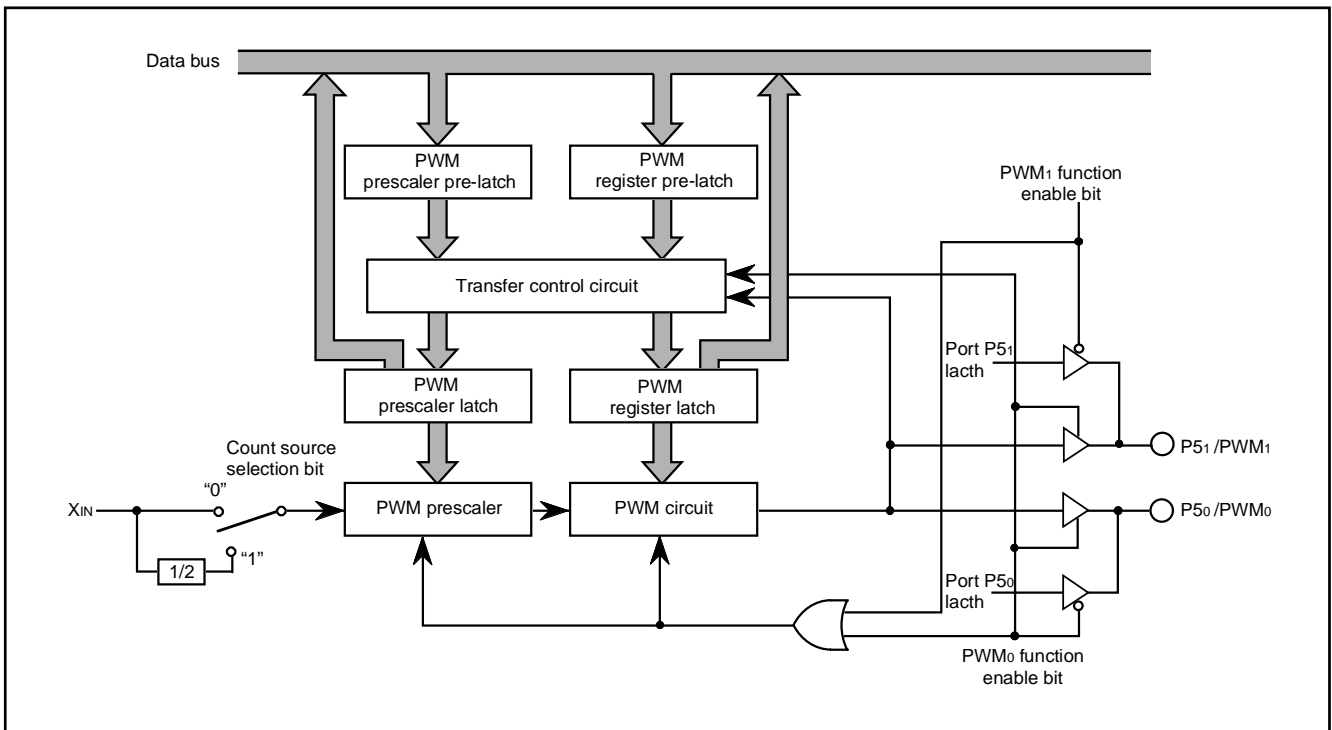 Data bus
PWM
prescaler pre-latch
PWM
register pre-latch
PWM1 function
enable bit
Transfer control circuit
Port P51
lacth
PWM
prescaler latch
PWM
register latch
Count source
selection bit
P51/PWM1
"0"
XIN
PWM prescaler
PWM circuit
P50/PWM0
"1"
1/2
Port P50
lacth
PWM0 function
enable bit